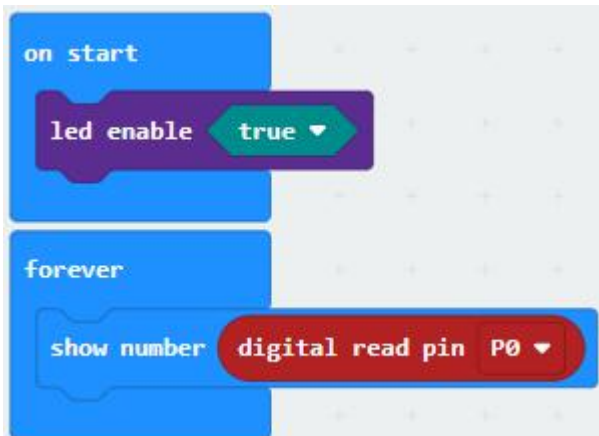 on start
led enable true
forever
show number digital read pin P0